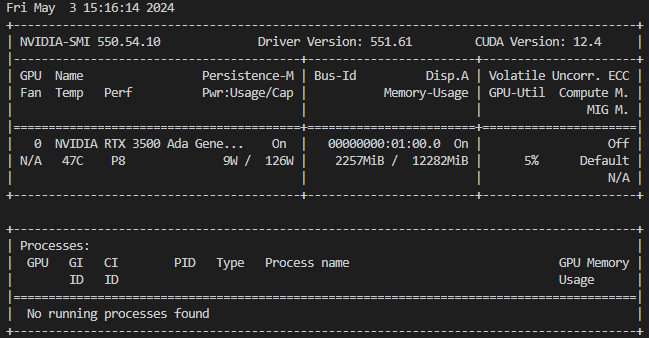 Fri May  3 15:16:14 2024
+-----------------------------------------------------------------------------------------+
| NVIDIA-SMI 550.54.10              Driver Version: 551.61         CUDA Version: 12.4     |
|-----------------------------------------+------------------------+----------------------+
| GPU  Name                 Persistence-M | Bus-Id          Disp.A | Volatile Uncorr. ECC |
| Fan  Temp   Perf          Pwr:Usage/Cap |           Memory-Usage | GPU-Util  Compute M. |
|                                         |                        |               MIG M. |
|=========================================+========================+======================|
|   0  NVIDIA RTX 3500 Ada Gene...    On  |   00000000:01:00.0  On |                  Off |
| N/A   47C    P8              9W /  126W |    2257MiB /  12282MiB |      5%      Default |
|                                         |                        |                  N/A |
+-----------------------------------------+------------------------+----------------------+

+-----------------------------------------------------------------------------------------+
| Processes:                                                                              |
|  GPU   GI   CI        PID   Type   Process name                              GPU Memory |
|        ID   ID                                                               Usage      |
|=========================================================================================|
|  No running processes found                                                             |
+-----------------------------------------------------------------------------------------+